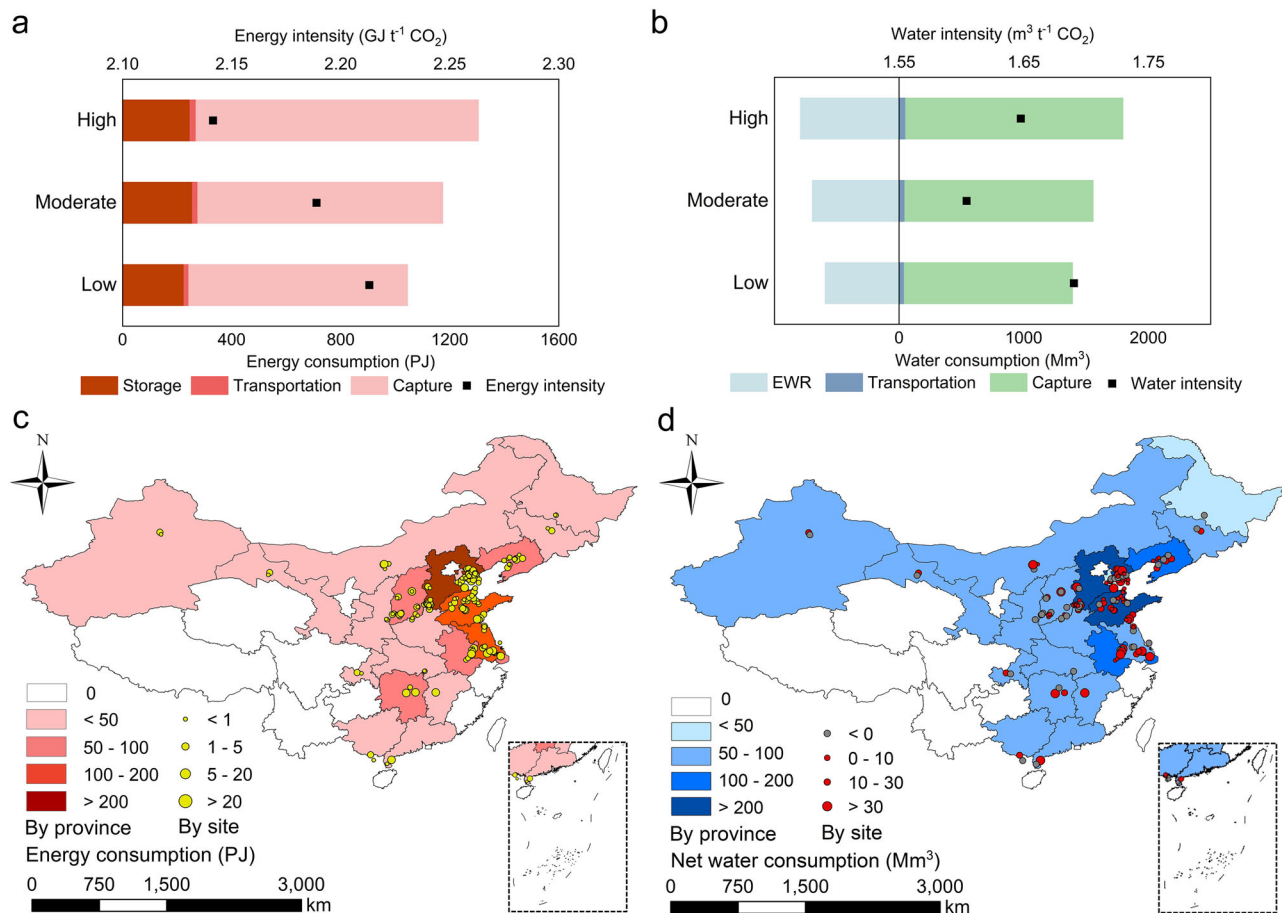 a
Energy intensity (GJ t⁻¹ CO₂)
2.10 2.15 2.20 2.25 2.30
High
Moderate
Low
0 400 800 1200 1600
Energy consumption (PJ)
Storage Transportation Capture Energy intensity
b
Water intensity (m³ t⁻¹ CO₂)
1.55 1.65 1.75
High
Moderate
Low
0 1000 2000
Water consumption (Mm³)
EWR Transportation Capture Water intensity
c
N
0
< 50
50 - 100
100 - 200
> 200
By province
< 1
1 - 5
5 - 20
> 20
By site
Energy consumption (PJ)
0 750 1,500 3,000
km
d
N
0
< 50
50 - 100
100 - 200
> 200
By province
< 0
0 - 10
10 - 30
> 30
By site
Net water consumption (Mm³)
0 750 1,500 3,000
km